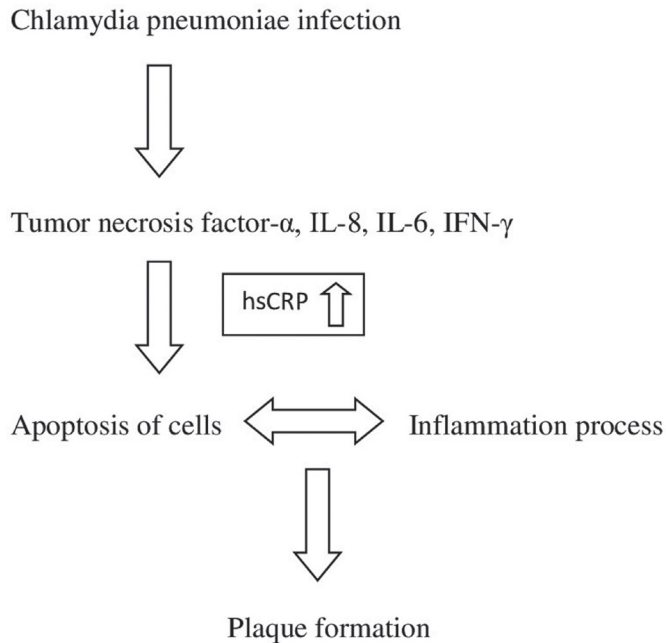 Chlamydia pneumoniae infection
Tumor necrosis factor-α, IL-8, IL-6, IFN-γ
hsCRP
Apoptosis of cells
Inflammation process
Plaque formation